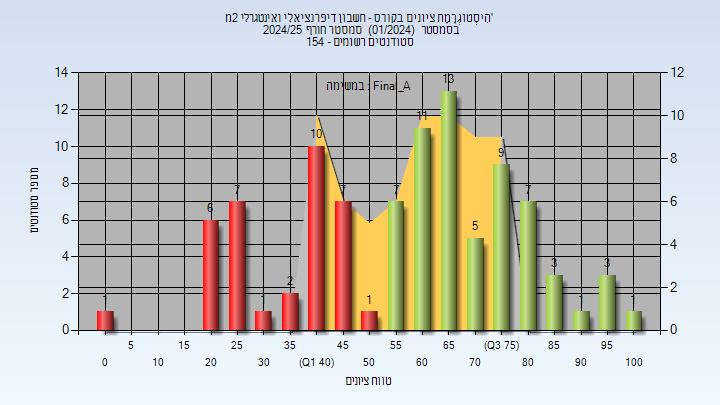 הִיסְטוֹגְרָמַת ציונים בקורס - חשבון דיפרנציאלי ואינטגרלי 2מ'
בסמסטר (01/2024) סמסטר חורף 2024/25
סטודנטים רשומים - 154
במשימה : Final_A
14 12 10 8 6 4 2 0
12 10 8 6 4 2 0
מספר סטודנטים
1 6 7 1 2 10 7 1 7 11 13 5 9 7 3 1 3 1
5 15 25 35 45 55 65 (Q3 75) 85 95
0 10 20 30 (Q1 40) 50 60 70 80 90 100
טווח ציונים